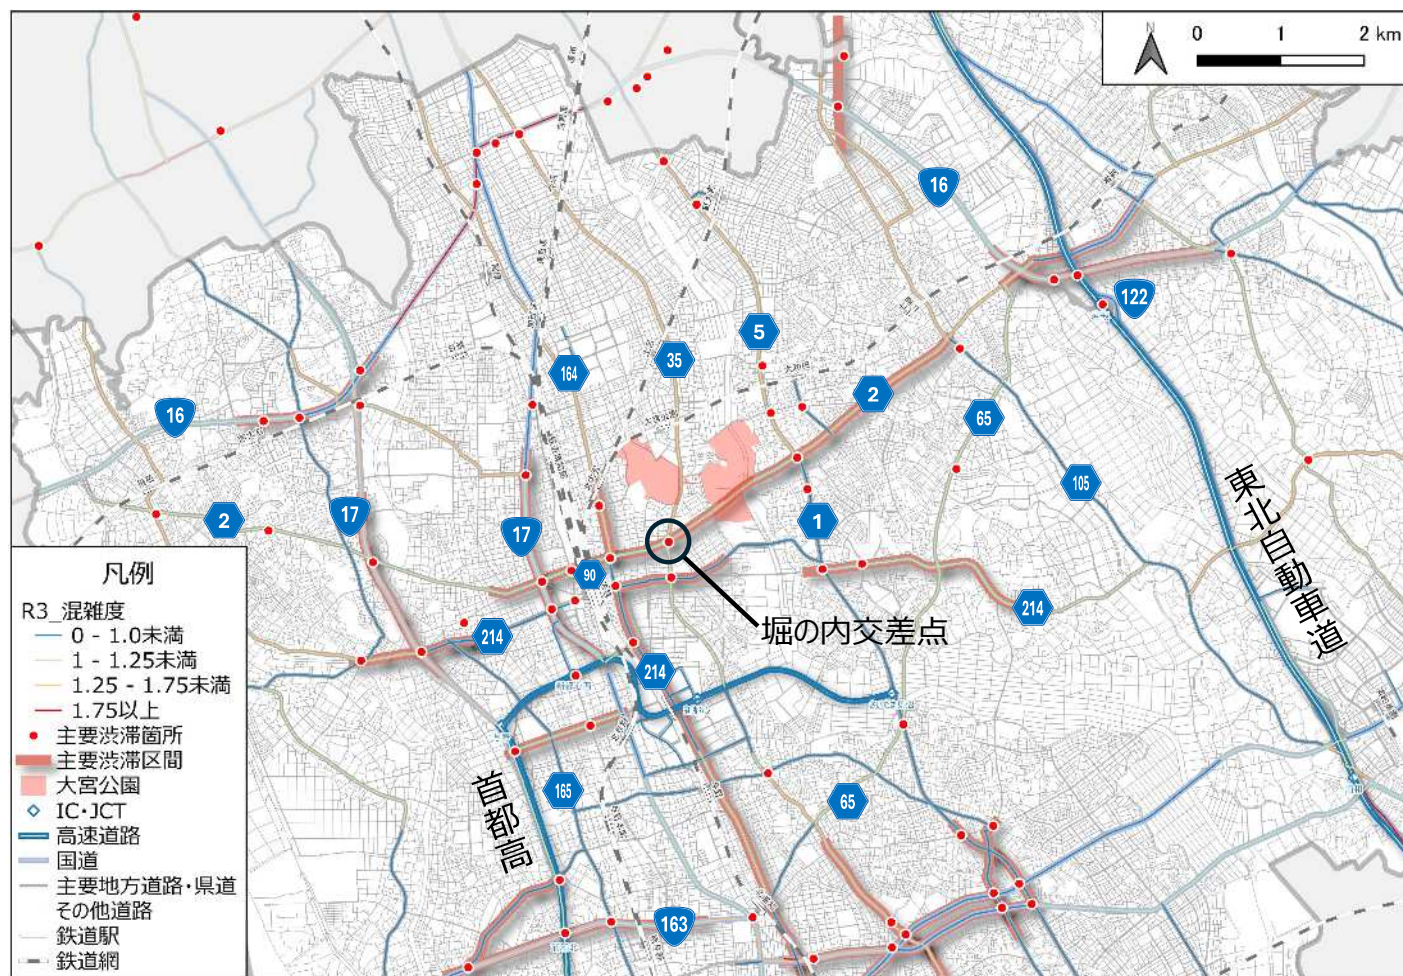 N
0 1 2 km
16
122
5
164
35
2
65
16
105
17
2
17
1
90
214
214
214
165
65
163
東北自動車道
堀の内交差点
首都高
大宮公園
凡例
R3_混雑度
0 - 1.0未満
1 - 1.25未満
1.25 - 1.75未満
1.75以上
主要渋滞箇所
主要渋滞区間
大宮公園
IC・JCT
高速道路
国道
主要地方道路・県道
その他道路
鉄道駅
鉄道網